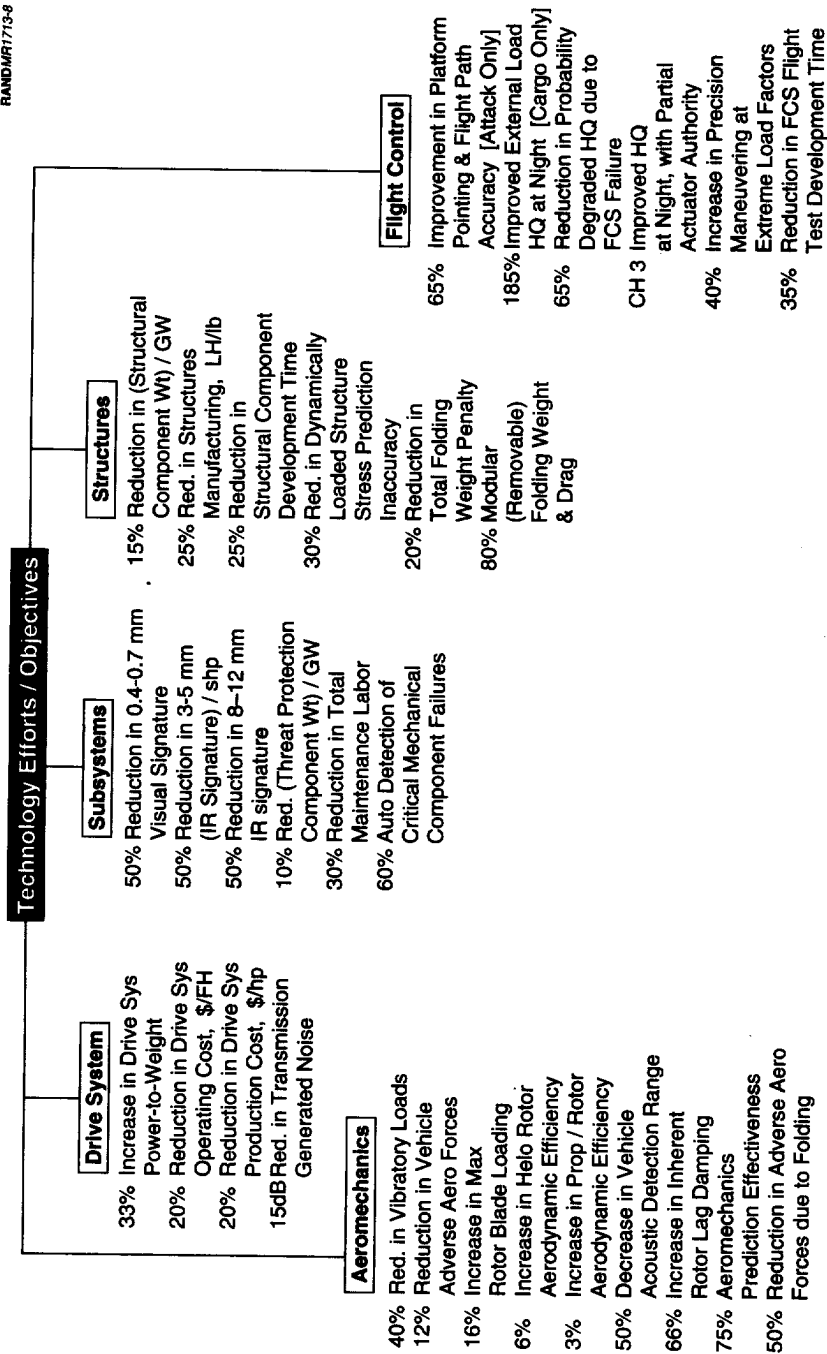 RANDMR1713-8
Technology Efforts / Objectives
Drive System
33% Increase in Drive Sys
Power-to-Weight
20% Reduction in Drive Sys
Operating Cost, $/FH
20% Reduction in Drive Sys
Production Cost, $/hp
15dB Red. in Transmission
Generated Noise
Subsystems
50% Reduction in 0.4-0.7 mm
Visual Signature
50% Reduction in 3-5 mm
(IR Signature) / shp
50% Reduction in 8–12 mm
IR signature
10% Red. (Threat Protection
Component Wt) / GW
30% Reduction in Total
Maintenance Labor
60% Auto Detection of
Critical Mechanical
Component Failures
Structures
15% Reduction in (Structural
Component Wt) / GW
25% Red. in Structures
Manufacturing, LH/lb
25% Reduction in
Structural Component
Development Time
30% Red. in Dynamically
Loaded Structure
Stress Prediction
Inaccuracy
20% Reduction in
Total Folding
Weight Penalty
80% Modular
(Removable)
Folding Weight
& Drag
Aeromechanics
40% Red. in Vibratory Loads
12% Reduction in Vehicle
Adverse Aero Forces
16% Increase in Max
Rotor Blade Loading
6% Increase in Helo Rotor
Aerodynamic Efficiency
3% Increase in Prop / Rotor
Aerodynamic Efficiency
50% Decrease in Vehicle
Acoustic Detection Range
66% Increase in Inherent
Rotor Lag Damping
75% Aeromechanics
Prediction Effectiveness
50% Reduction in Adverse Aero
Forces due to Folding
Flight Control
65% Improvement in Platform
Pointing & Flight Path
Accuracy [Attack Only]
185% Improved External Load
HQ at Night [Cargo Only]
65% Reduction in Probability
Degraded HQ due to
FCS Failure
CH 3 Improved HQ
at Night, with Partial
Actuator Authority
40% Increase in Precision
Maneuvering at
Extreme Load Factors
35% Reduction in FCS Flight
Test Development Time